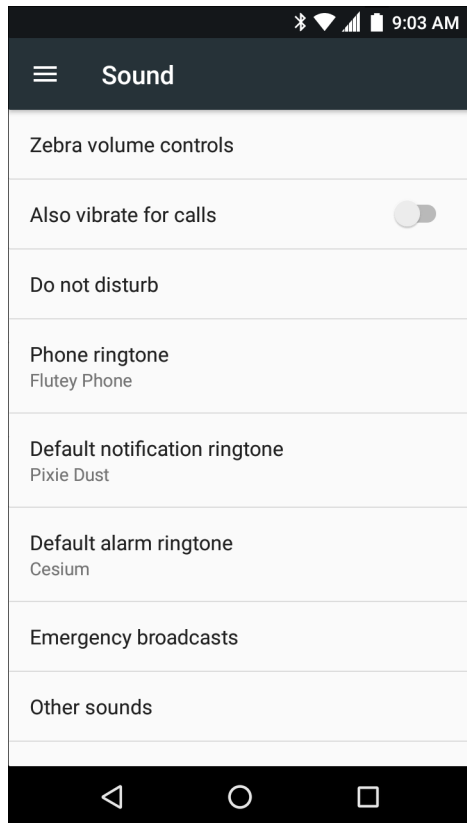 9:03 AM
Sound
Zebra volume controls
Also vibrate for calls
Do not disturb
Phone ringtone
Flutey Phone
Default notification ringtone
Pixie Dust
Default alarm ringtone
Cesium
Emergency broadcasts
Other sounds